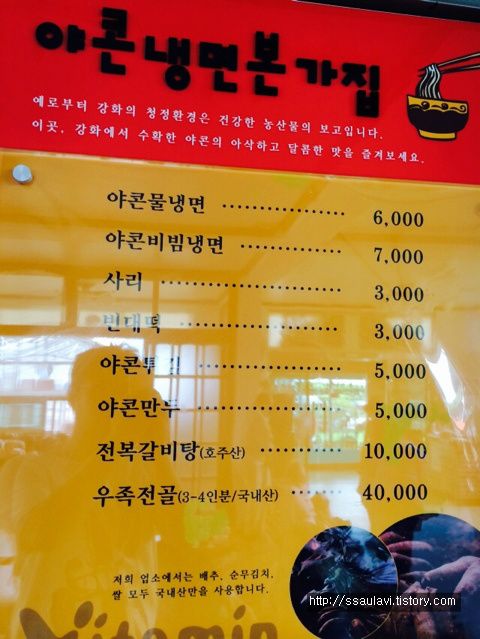 야콘냉면본가집
예로부터 강화의 청정환경은 건강한 농산물의 보고입니다.
이곳, 강화에서 수확한 야콘의 아삭하고 달콤한 맛을 즐겨보세요.
야콘물냉면 ················ 6,000
야콘비빔냉면 ············· 7,000
사리 ······················· 3,000
빈대떡 ···················· 3,000
야콘튀김 ················· 5,000
야콘만두 ················· 5,000
전복갈비탕(호주산) ·········· 10,000
우족전골(3-4인분/국내산) ······ 40,000
저희 업소에서는 배추, 순무김치,
쌀 모두 국내산만을 사용합니다.
Vitamin
http://ssaulavi.tistory.com